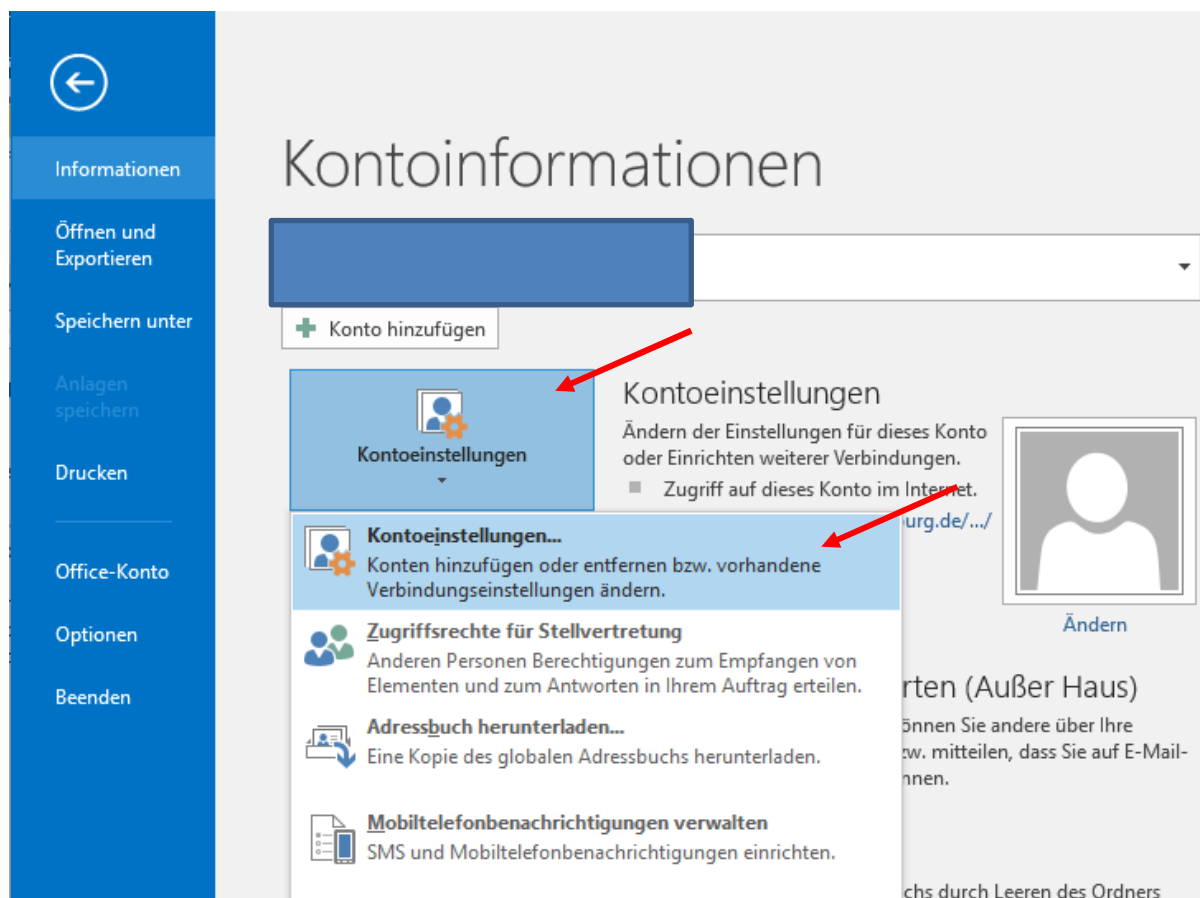 Informationen
Öffnen und
Exportieren
Speichern unter
Anlagen
speichern
Drucken
Office-Konto
Optionen
Beenden
Kontoinformationen
Konto hinzufügen
Kontoeinstellungen
Kontoeinstellungen
Ändern der Einstellungen für dieses Konto
oder Einrichten weiterer Verbindungen.
Zugriff auf dieses Konto im Internet.
urg.de/.../
Ändern
Kontoeinstellungen...
Konten hinzufügen oder entfernen bzw. vorhandene
Verbindungseinstellungen ändern.
Zugriffsrechte für Stellvertretung
Anderen Personen Berechtigungen zum Empfangen von
Elementen und zum Antworten in Ihrem Auftrag erteilen.
Adressbuch herunterladen...
Eine Kopie des globalen Adressbuchs herunterladen.
Mobiltelefonbenachrichtigungen verwalten
SMS und Mobiltelefonbenachrichtigungen einrichten.
rten (Außer Haus)
önnen Sie andere über Ihre
zw. mitteilen, dass Sie auf E-Mail-
nnen.
chs durch Leeren des Ordners